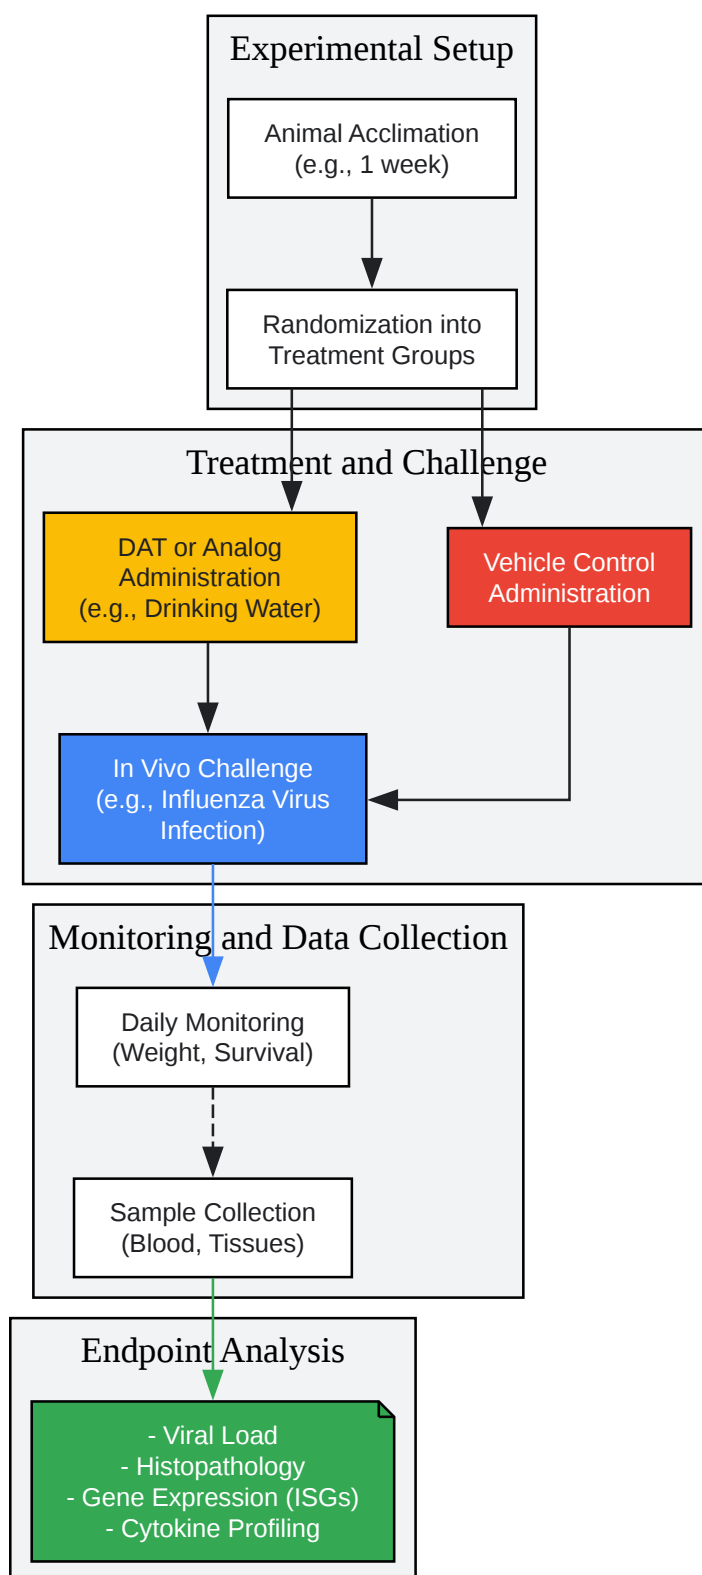 Experimental Setup
Animal Acclimation
(e.g., 1 week)
Randomization into
Treatment Groups
Treatment and Challenge
DAT or Analog
Administration
(e.g., Drinking Water)
Vehicle Control
Administration
In Vivo Challenge
(e.g., Influenza Virus
Infection)
Monitoring and Data Collection
Daily Monitoring
(Weight, Survival)
Sample Collection
(Blood, Tissues)
Endpoint Analysis
- Viral Load
- Histopathology
- Gene Expression (ISGs)
- Cytokine Profiling